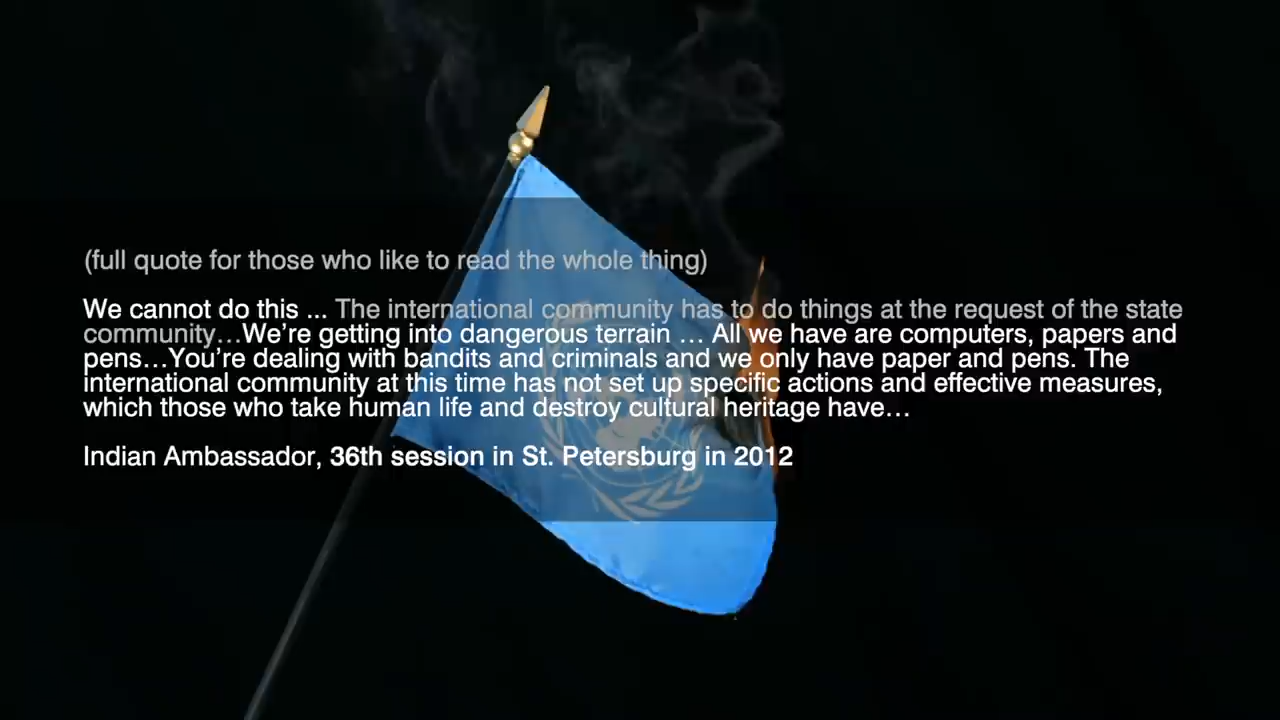 (full quote for those who like to read the whole thing)
We cannot do this ... The international community has to do things at the request of the state
community…We’re getting into dangerous terrain … All we have are computers, papers and
pens…You’re dealing with bandits and criminals and we only have paper and pens. The
international community at this time has not set up specific actions and effective measures,
which those who take human life and destroy cultural heritage have…
Indian Ambassador, 36th session in St. Petersburg in 2012